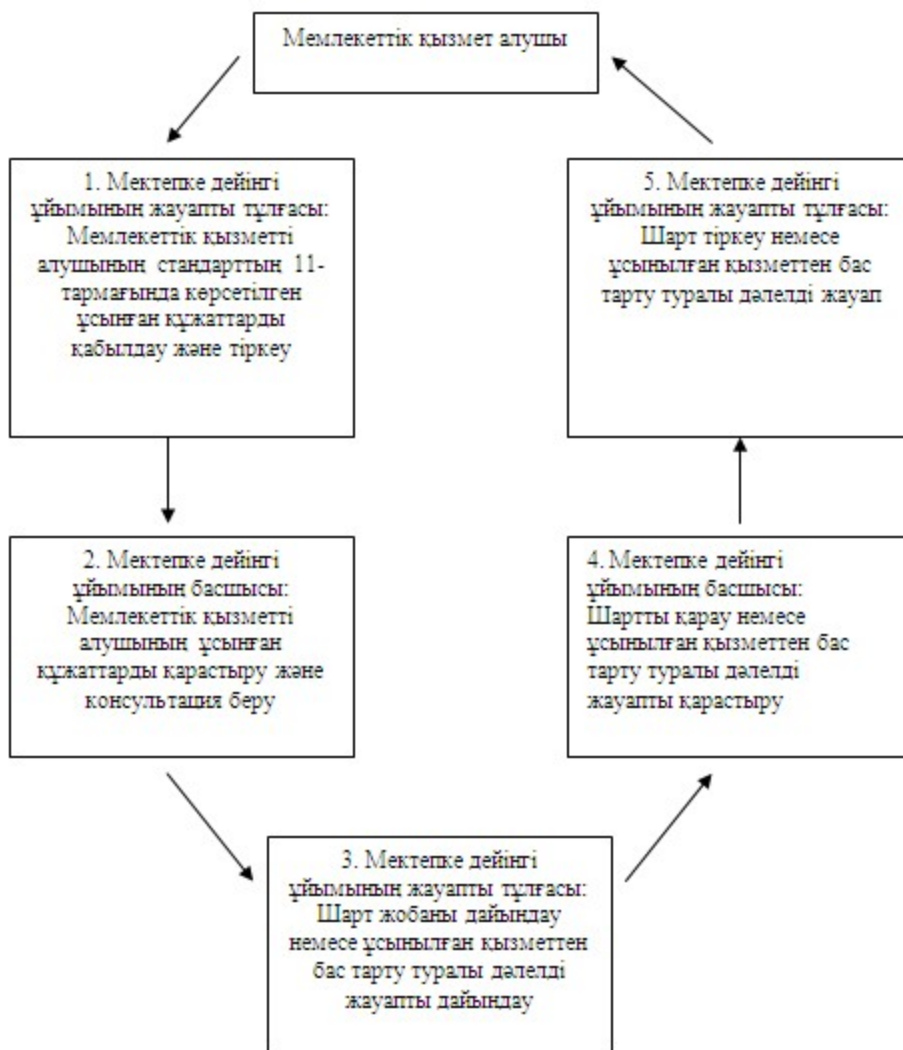 Мемлекеттік қызмет алушы
1. Мектепке дейінгі
ұйымының жауапты тұлғасы:
Мемлекеттік қызметті
алушының стандарттың 11-
тармағында көрсетілген
ұсынған құжаттарды
қабылдау және тіркеу
2. Мектепке дейінгі
ұйымының басшысы:
Мемлекеттік қызметті
алушының ұсынған
құжаттарды қарастыру және
консультация беру
3. Мектепке дейінгі
ұйымының жауапты тұлғасы:
Шарт жобаны дайындау
немесе ұсынылған қызметтен
бас тарту туралы дәлелді
жауапты дайындау
4. Мектепке дейінгі
ұйымының басшысы:
Шартты қарау немесе
ұсынылған қызметтен бас
тарту туралы дәлелді
жауапты қарастыру
5. Мектепке дейінгі
ұйымының жауапты тұлғасы:
Шарт тіркеу немесе
ұсынылған қызметтен бас
тарту туралы дәлелді жауап